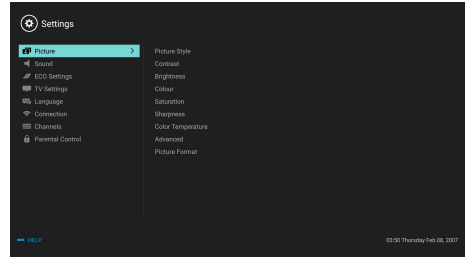 Settings
Picture
Sound
ECO Settings
TV Settings
Language
Connection
Channels
Parental Control
Picture Style
Contrast
Brightness
Colour
Saturation
Sharpness
Color Temperature
Advanced
Picture Format
HELP
03:50 Thursday Feb.08, 2007